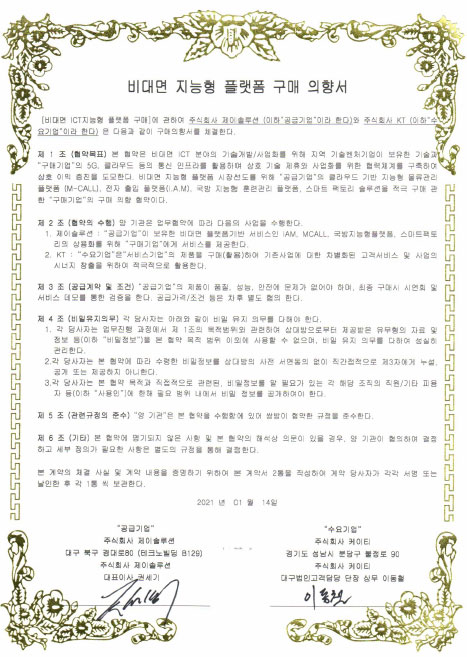 비대면 지능형 플랫폼 구매 의향서
[비대면 ICT지능형 플랫폼 구매]에 관하여 주식회사 제이솔루션 (이하"공급기업"이라 한다)와 주식회사 KT (이하"수
요기업"이라 한다) 은 다음과 같이 구매의향서를 체결한다.
제 1 조 (협약목표) 본 협약은 비대면 ICT 분야의 기술개발/사업화를 위해 지역 기술벤처기업이 보유한 기술과
"구매기업"의 5G, 클라우드 등의 통신 인프라를 활용하여 상호 기술 제휴와 사업화를 위한 협력체계를 구축하여
상호 이익 증진을 도모한다. 비대면 지능형 플랫폼 시장선도를 위해 "공급기업"의 클라우드 기반 지능형 물류관리
플랫폼 (M-CALL), 전자 출입 플랫폼(I.A.M), 국방 지능형 훈련관리 플랫폼, 스마트 팩토리 솔루션을 적극 구매 관
한 "구매기업"의 구매 의향 협약이다.
제 2 조 (협약의 수행) 양 기관은 업무협약에 따라 다음의 사업을 수행한다.
1. 제이솔루션 : "공급기업"이 보유한 비대면 플랫폼기반 서비스인 IAM, MCALL, 국방지능형플랫폼, 스마트팩토
리의 상용화를 위해 "구매기업"에게 서비스를 제공한다.
2. KT : "수요기업"은"서비스기업"의 제품을 구매(활용)하여 기존사업에 대한 차별화된 고객서비스 및 사업의
시너지 창출을 위하여 적극적으로 활용한다.
제 3 조 (공급계약 및 조건) "공급기업"의 제품이 품질, 성능, 안전에 문제가 없어야 하며, 최종 구매시 시연회 및
서비스 데모를 통한 검증을 한다. 공급가격/조건 등은 차후 별도 협의 한다.
제 4 조 (비밀유지의무) 각 당사자는 아래와 같이 비밀 유지 의무를 다해야 한다.
1. 각 당사자는 업무진행 과정에서 제 1조의 목적범위와 관련하여 상대방으로부터 제공받은 유무형의 자료 및
정보 등(이하 "비밀정보")을 본 협약 목적 범위 이외에 사용할 수 없으며, 비밀 유지 의무를 다하여 성실히
관리한다.
2.각 당사자는 본 협약에 따라 수령한 비밀정보를 상대방의 사전 서면동의 없이 직간접적으로 제3자에게 누설,
공개 또는 제공하지 아니한다.
3.각 당사자는 본 협약 목적과 직접적으로 관련된, 비밀정보를 알 필요가 있는 각 해당 조직의 직원/기타 피용
자 등(이하 "사용인")에 한해 필요 범위 내에서 비밀 정보를 공개하여야 한다.
제 5 조 (관련규정의 준수) "양 기관"은 본 협약을 수행함에 있어 쌍방이 협약한 규정을 준수한다.
제 6 조 (기타) 본 협약에 명기되지 않은 사항 및 본 협약의 해석상 의문이 있을 경우, 양 기관이 협의하여 결정
하고 세부 정의가 필요한 사항은 별도의 규정을 통해 결정한다.
본 계약의 체결 사실 및 계약 내용을 증명하기 위하여 본 계약서 2통을 작성하여 계약 당사자가 각각 서명 또는
날인한 후 각 1통 씩 보관한다.
2021 년 01 월 14일
"공급기업"
주식회사 제이솔루션
대구 북구 경대로80 (테크노빌딩 B129)
주식회사 제이솔루션
대표이사 권세기
"수요기업"
주식회사 케이티
경기도 성남시 분당구 불정로 90
주식회사 케이티
대구법인고객담당 단장 상무 이동철
이동철